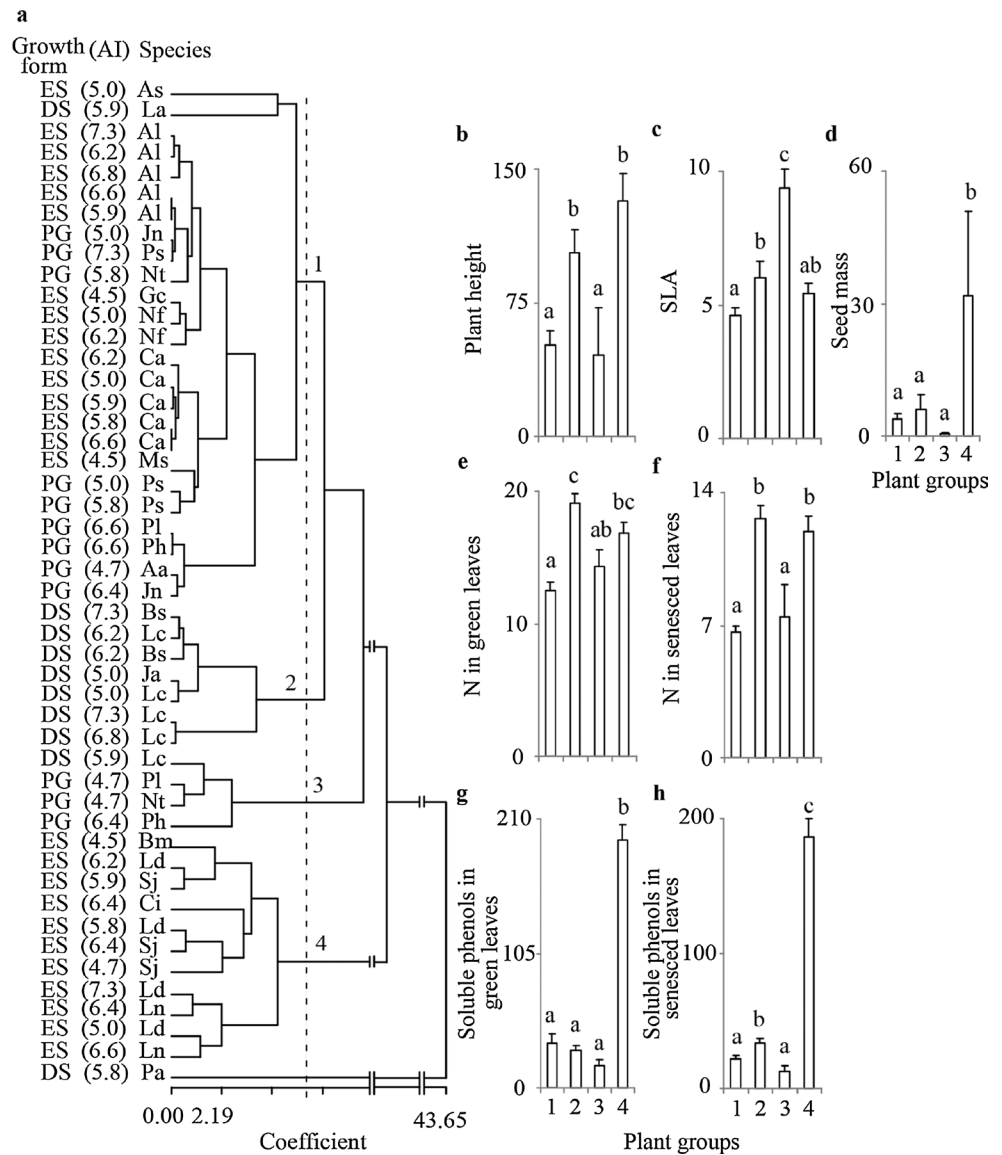 a
Growth form (AI) Species
ES (5.0) As
DS (5.9) La
ES (7.3) Al
ES (6.2) Al
ES (6.8) Al
ES (6.6) Al
ES (5.9) Al
PG (5.0) Jn
PG (7.3) Ps
PG (5.8) Nt
ES (4.5) Gc
ES (5.0) Nf
ES (6.2) Nf
ES (6.2) Ca
ES (5.0) Ca
ES (5.9) Ca
ES (5.8) Ca
ES (6.6) Ca
ES (4.5) Ms
PG (5.0) Ps
PG (5.8) Ps
PG (6.6) Pl
PG (6.6) Ph
PG (4.7) Aa
PG (6.4) Jn
DS (7.3) Bs
DS (6.2) Lc
DS (6.2) Bs
DS (5.0) Ja
DS (5.0) Lc
DS (7.3) Lc
DS (6.8) Lc
DS (5.9) Lc
PG (4.7) Pl
PG (4.7) Nt
PG (6.4) Ph
ES (4.5) Bm
ES (6.2) Ld
ES (5.9) Sj
ES (6.4) Ci
ES (5.8) Ld
ES (6.4) Sj
ES (4.7) Sj
ES (7.3) Ld
ES (6.4) Ln
ES (5.0) Ld
ES (6.6) Ln
DS (5.8) Pa
1
2
3
4
0.00 2.19 43.65
Coefficient
b
Plant height
150
75
0
a b a b
c
SLA
10
5
0
a b c ab
d
Seed mass
60
30
0
a a a b
1 2 3 4
Plant groups
e
N in green leaves
20
10
0
a c ab bc
f
N in senesced leaves
14
7
0
a b a b
g
Soluble phenols in
green leaves
210
105
0
a a a b
1 2 3 4
h
Soluble phenols in
senesced leaves
200
100
0
a b a c
1 2 3 4
Plant groups